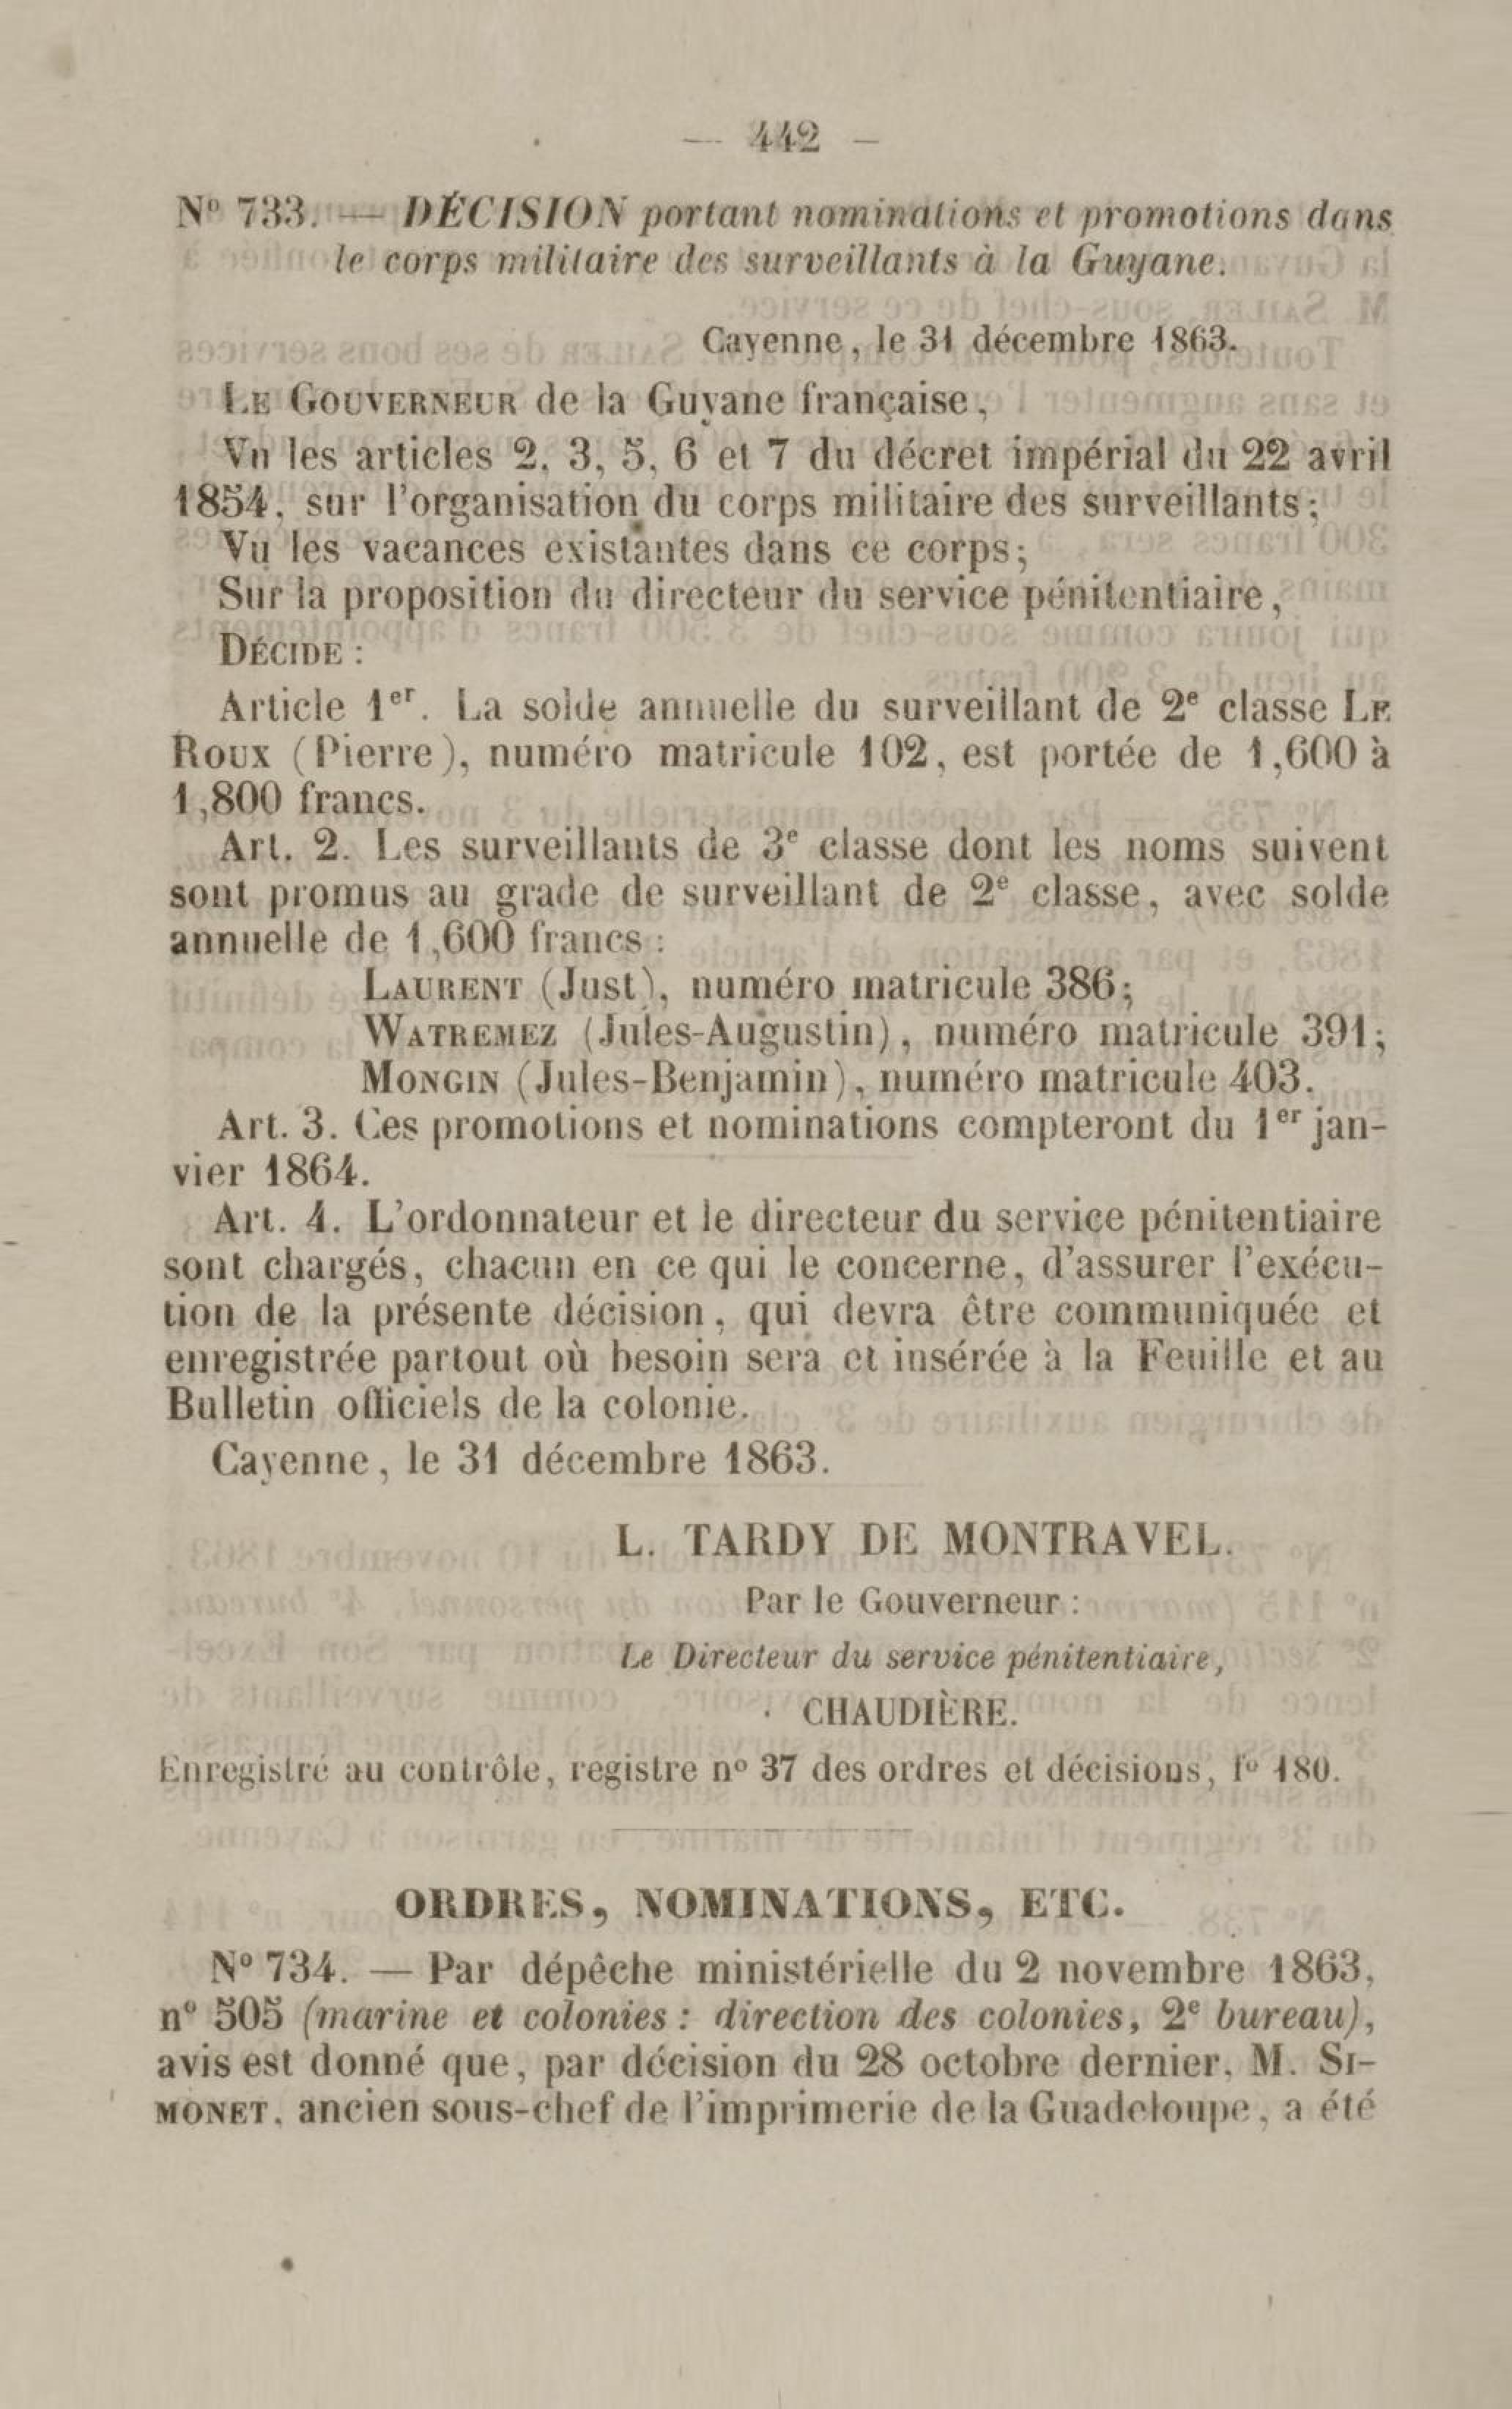 — 442 —
Nº 733. — DÉCISION portant nominations et promotions dans
le corps militaire des surveillants à la Guyane.
Cayenne, le 31 décembre 1863.
LE GOUVERNEUR de la Guyane française,
Vu les articles 2, 3, 5, 6 et 7 du décret impérial du 22 avril
1854, sur l'organisation du corps militaire des surveillants;
Vu les vacances existantes dans ce corps;
Sur la proposition du directeur du service pénitentiaire,
DÉCIDE :
Article 1er. La solde annuelle du surveillant de 2e classe LE
ROUX (Pierre), numéro matricule 102, est portée de 1,600 à
1,800 francs.
Art. 2. Les surveillants de 3e classe dont les noms suivent
sont promus au grade de surveillant de 2e classe, avec solde
annuelle de 1,600 francs :
LAURENT (Just), numéro matricule 386;
WATREMEZ (Jules-Augustin), numéro matricule 391;
MONGIN (Jules-Benjamin), numéro matricule 403.
Art. 3. Ces promotions et nominations compteront du 1er jan-
vier 1864.
Art. 4. L'ordonnateur et le directeur du service pénitentiaire
sont chargés, chacun en ce qui le concerne, d'assurer l'exécu-
tion de la présente décision, qui devra être communiquée et
enregistrée partout où besoin sera et insérée à la Feuille et au
Bulletin officiels de la colonie.
Cayenne, le 31 décembre 1863.
L. TARDY DE MONTRAVEL.
Par le Gouverneur :
Le Directeur du service pénitentiaire,
CHAUDIÈRE.
Enregistré au contrôle, registre nº 37 des ordres et décisions, fº 180.
ORDRES, NOMINATIONS, ETC.
Nº 734. — Par dépêche ministérielle du 2 novembre 1863,
nº 505 (marine et colonies : direction des colonies, 2e bureau),
avis est donné que, par décision du 28 octobre dernier, M. SI-
MONET, ancien sous-chef de l'imprimerie de la Guadeloupe, a été